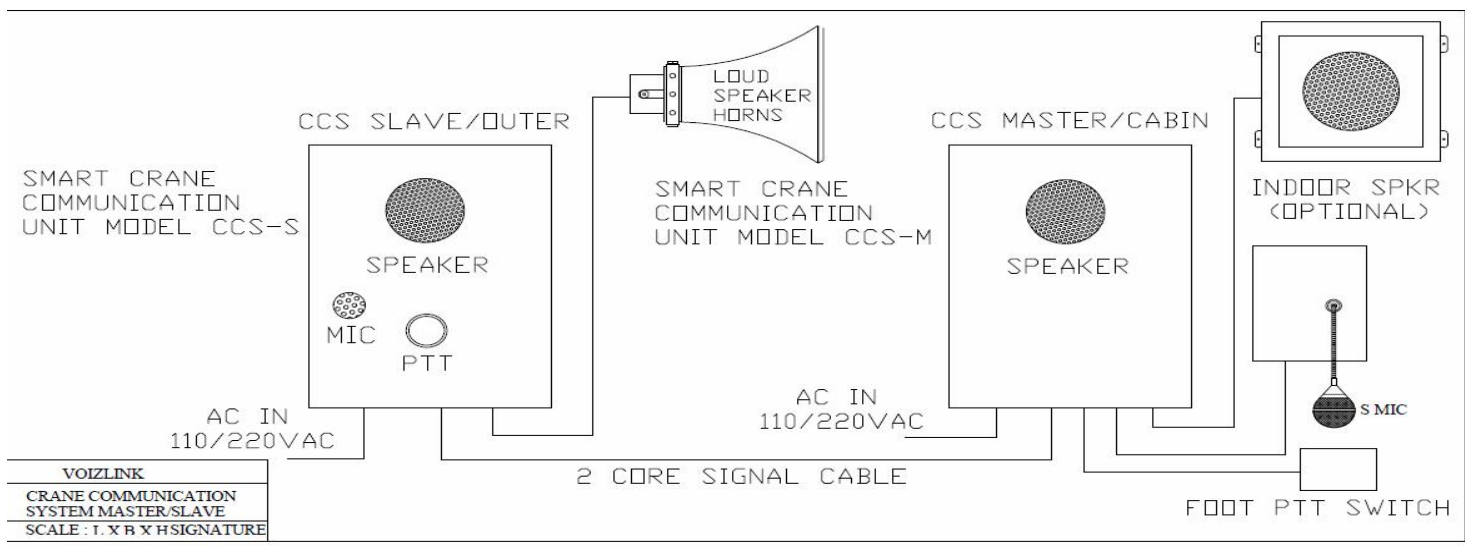 LOUD
SPEAKER
HORNS
CCS SLAVE/OUTER
CCS MASTER/CABIN
SMART CRANE
COMMUNICATION
UNIT MODEL CCS-S
SMART CRANE
COMMUNICATION
UNIT MODEL CCS-M
INDOOR SPKR
(OPTIONAL)
SPEAKER
SPEAKER
MIC
PTT
AC IN
110/220VAC
AC IN
110/220VAC
S MIC
2 CORE SIGNAL CABLE
FOOT PTT SWITCH
VOIZLINK
CRANE COMMUNICATION
SYSTEM MASTER/SLAVE
SCALE : L X B X H SIGNATURE